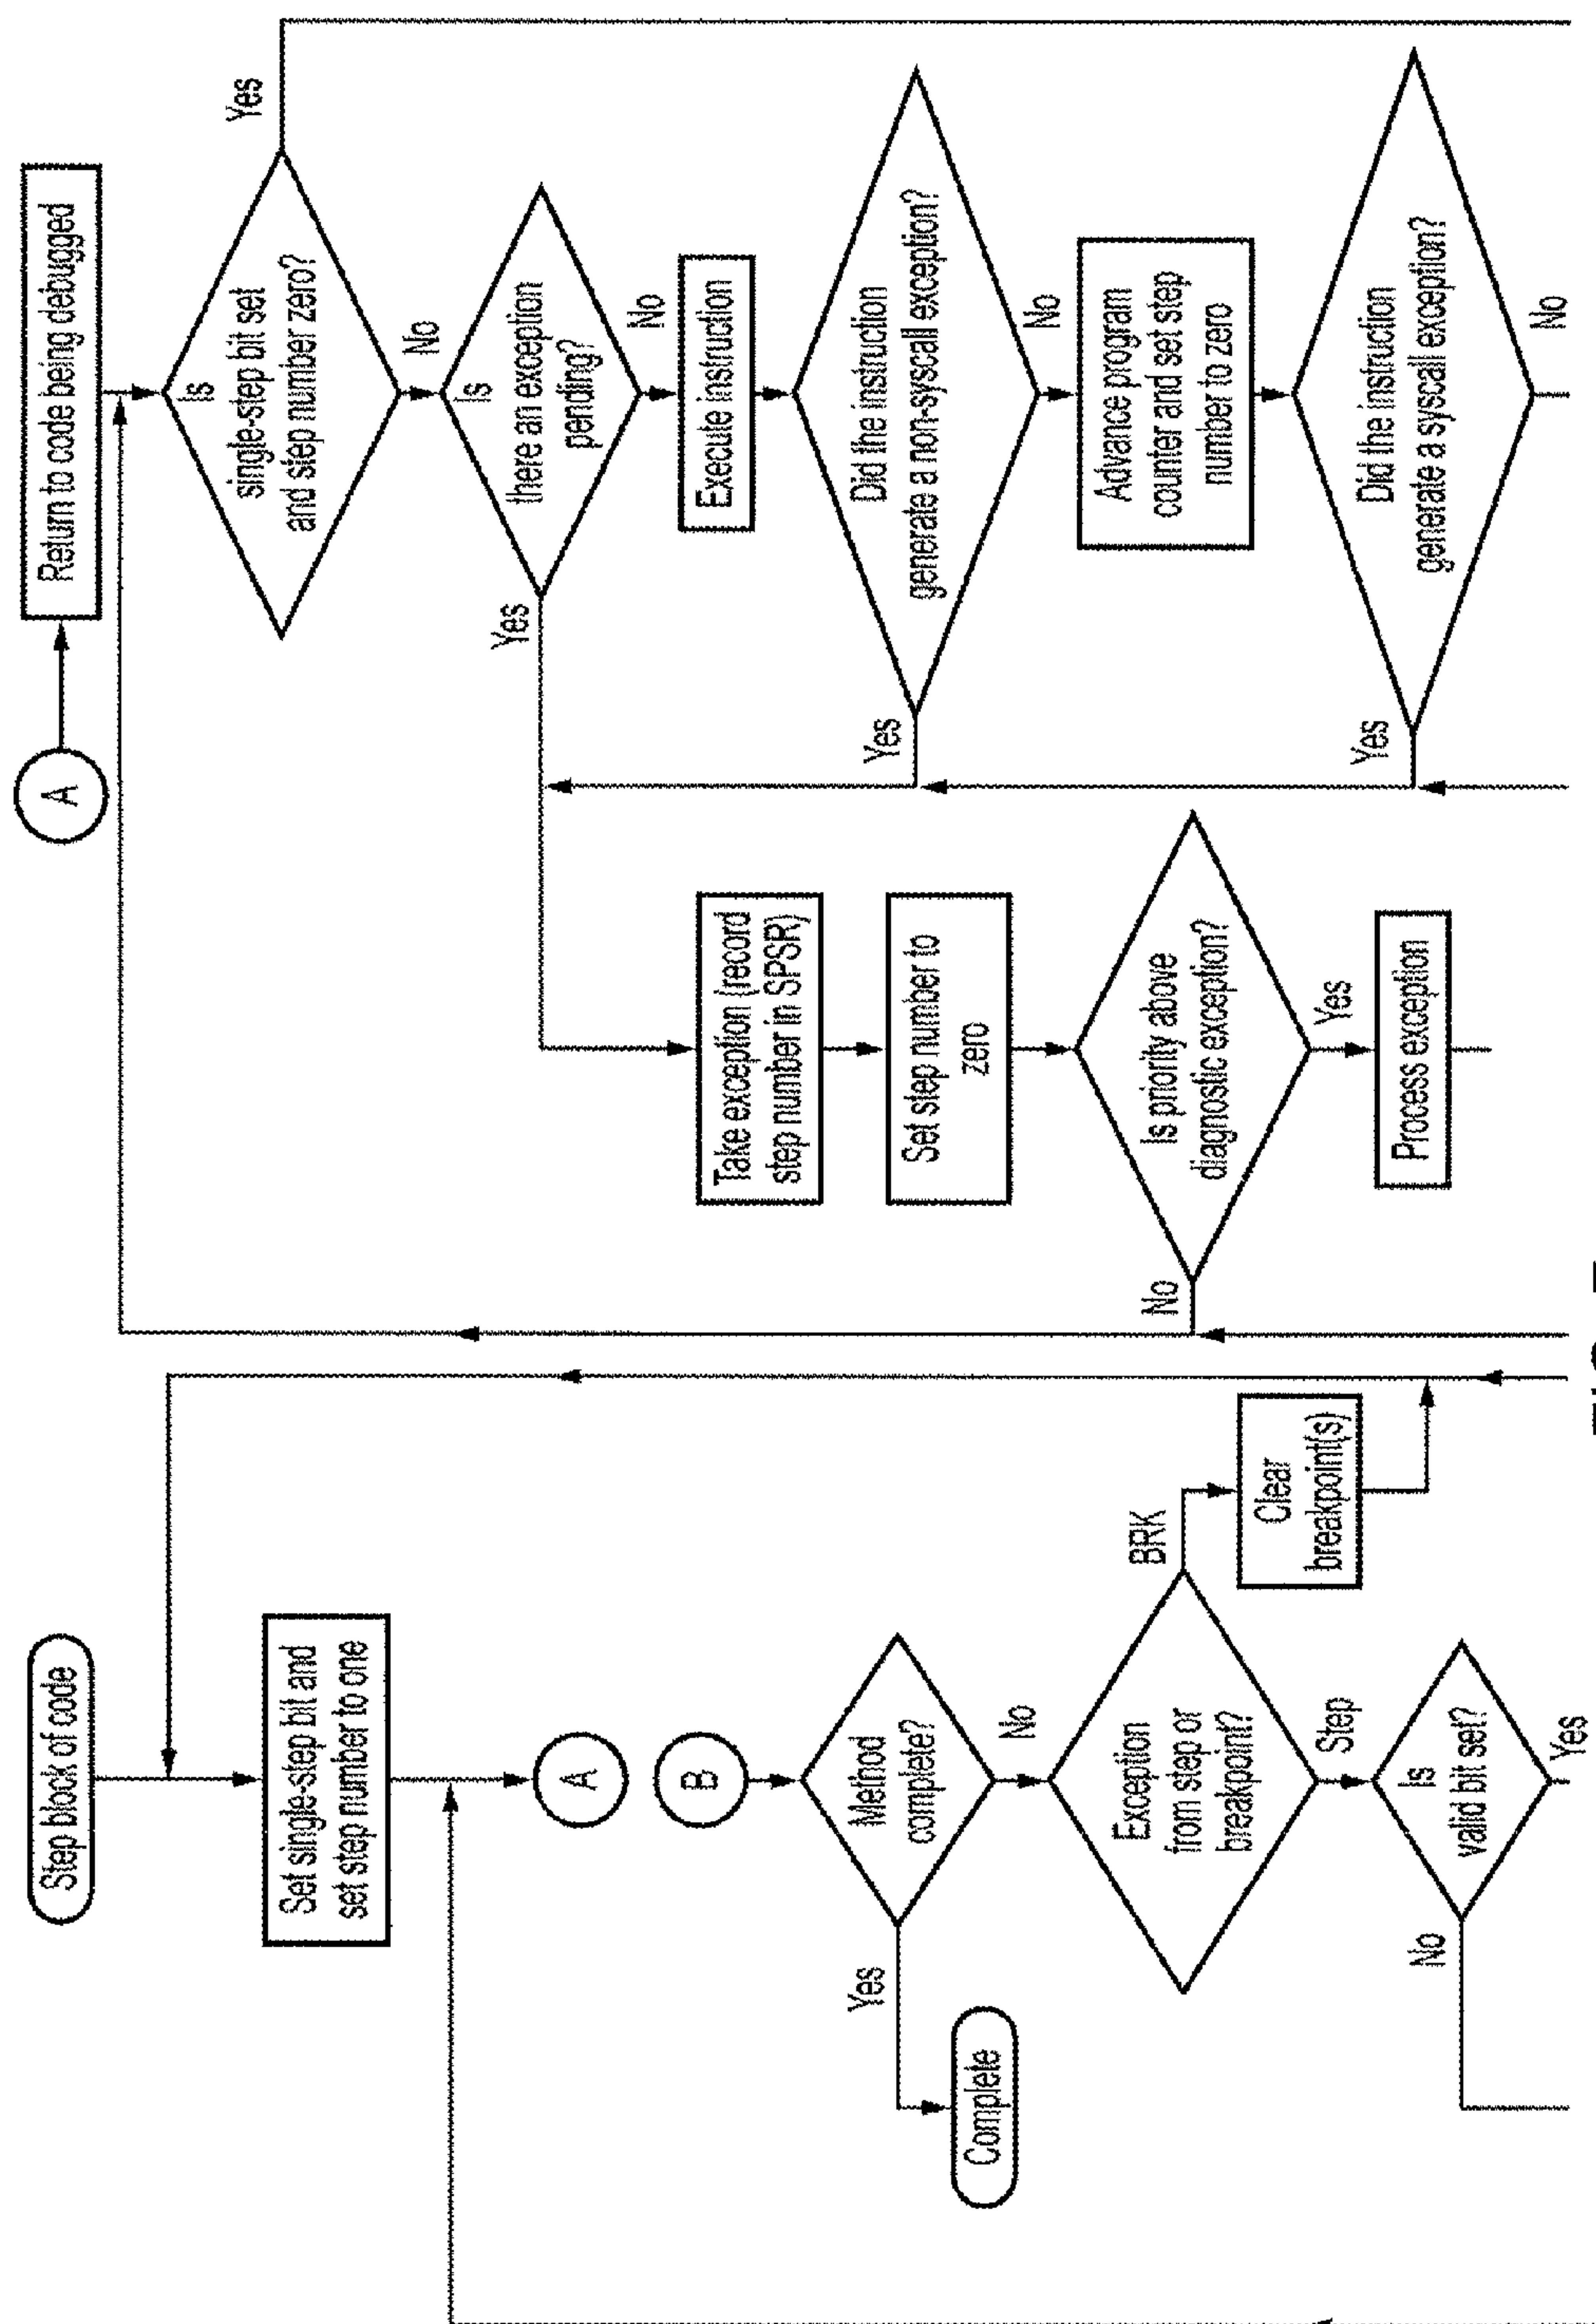 Step block of code
Set single-step bit and
set step number to one
A
B
Method
complete?
Yes
No
Complete
Exception
from step or
breakpoint?
BRK
Clear
breakpoint(s)
Step
Is
valid bit set?
No
Yes
A
Return to code being debugged
Is
single-step bit set
and step number zero?
Yes
No
Is
there an exception
pending?
Yes
No
Execute instruction
Did the instruction
generate a non-syscall exception?
Yes
No
Advance program
counter and set step
number to zero
Did the instruction
generate a syscall exception?
Yes
No
Take exception (record
step number in SPSR)
Set step number to
zero
Is priority above
diagnostic exception?
No
Yes
Process exception